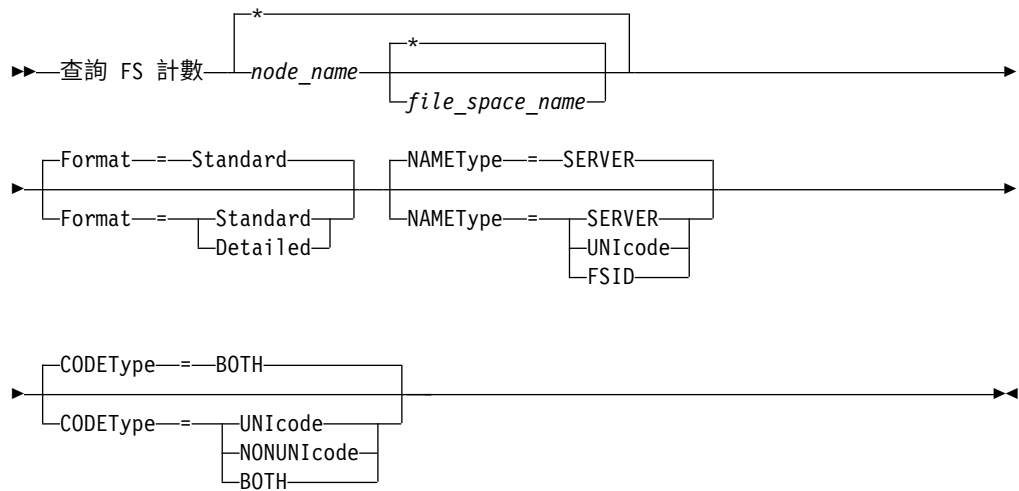 *
*
查詢 FS 計數 node_name
file_space_name
Format = Standard NAMEType = SERVER
Format = Standard NAMEType = SERVER
Detailed UNIcode
FSID
CODEType = BOTH
CODEType = UNIcode
NONUNIcode
BOTH